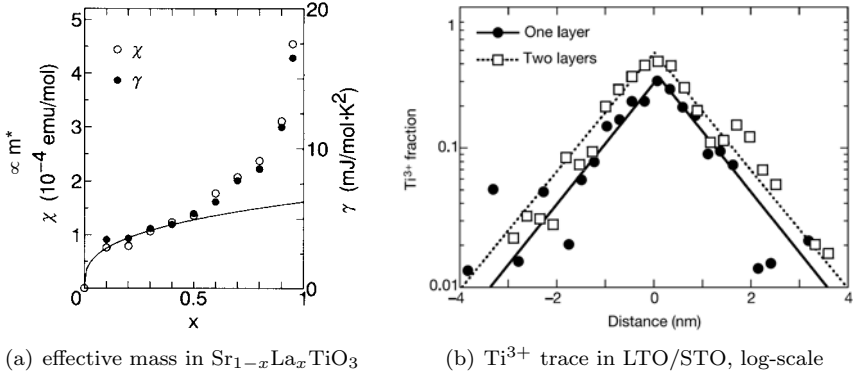 5
4
3
2
1
0
∝ m*
χ (10⁻⁴ emu/mol)
χ
γ
20
10
0
γ (mJ/mol·K²)
0
0.5
1
x
(a) effective mass in Sr₁₋ₓLaₓTiO₃
One layer
Two layers
1
0.1
0.01
Ti³⁺ fraction
−4
−2
0
2
4
Distance (nm)
(b) Ti³⁺ trace in LTO/STO, log-scale